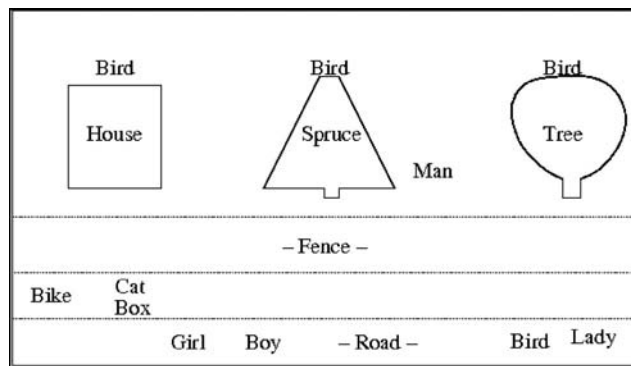 Bird Bird Bird
House Spruce Tree
Man
– Fence –
Bike Cat
Box
Girl Boy – Road – Bird Lady